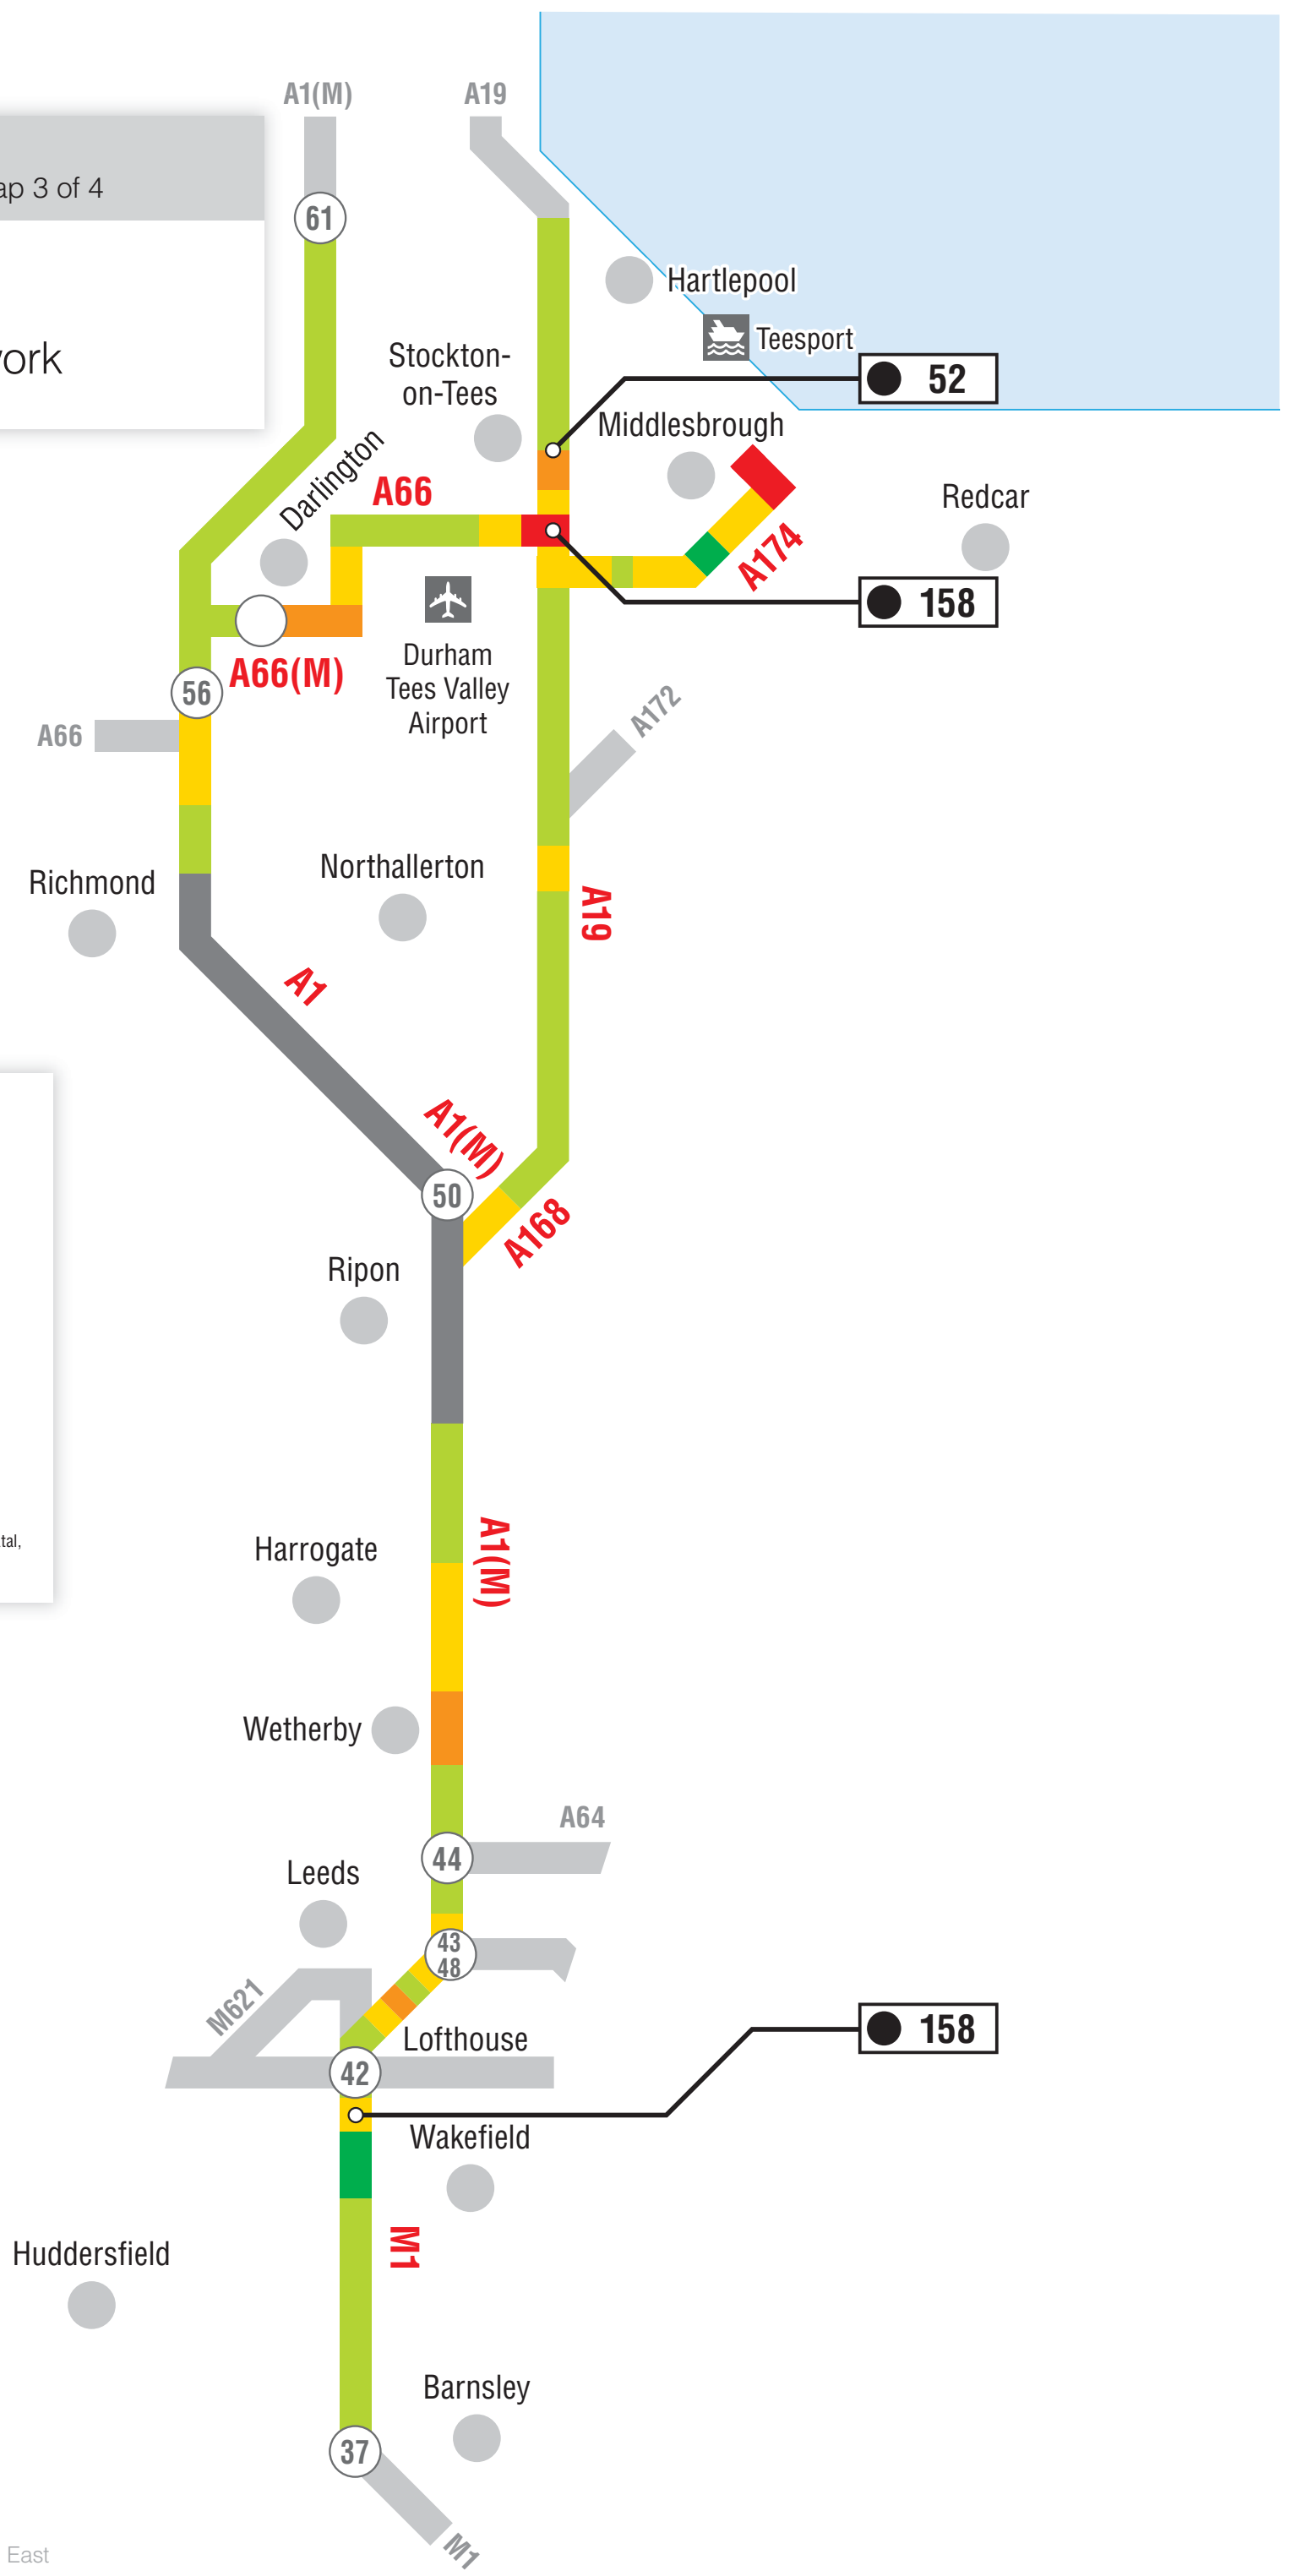 A1(M)
A19
ap 3 of 4
61
Hartlepool
Teesport
ork
Stockton-
on-Tees
52
Middlesbrough
Darlington
A66
Redcar
A174
158
Durham
Tees Valley
Airport
A66(M)
56
A172
A66
Northallerton
Richmond
A19
A1
A1(M)
50
A168
Ripon
tal,
Harrogate
A1(M)
Wetherby
A64
44
Leeds
43
48
M621
Lofthouse
158
42
Wakefield
M1
Huddersfield
Barnsley
37
M1
East